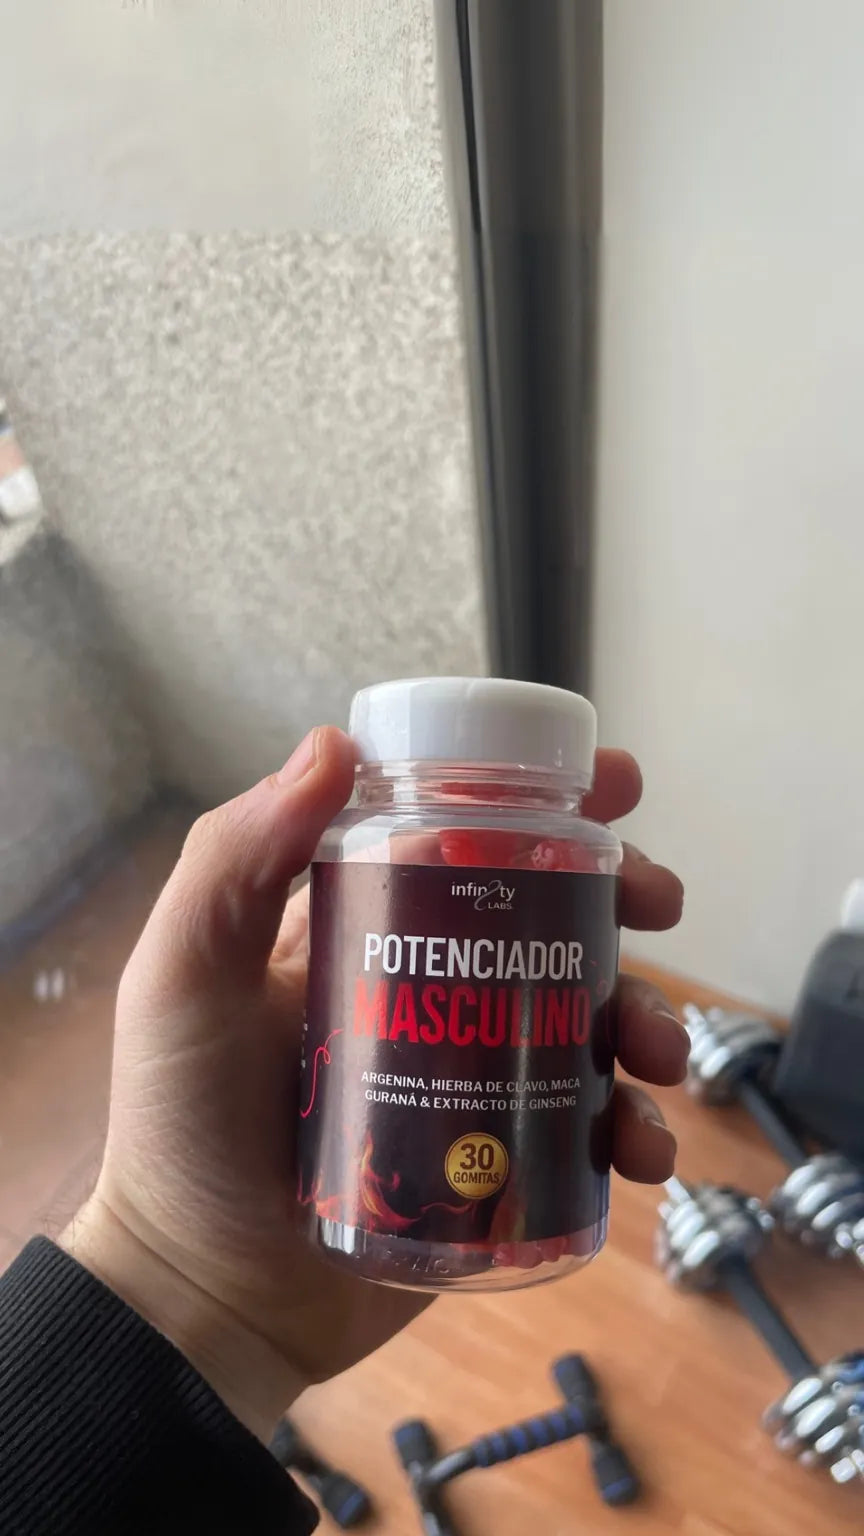 infinity
LABS.
POTENCIADOR
MASCULINO
ARGENINA, HIERBA DE CLAVO, MACA
GURANÁ & EXTRACTO DE GINSENG
30
GOMITAS